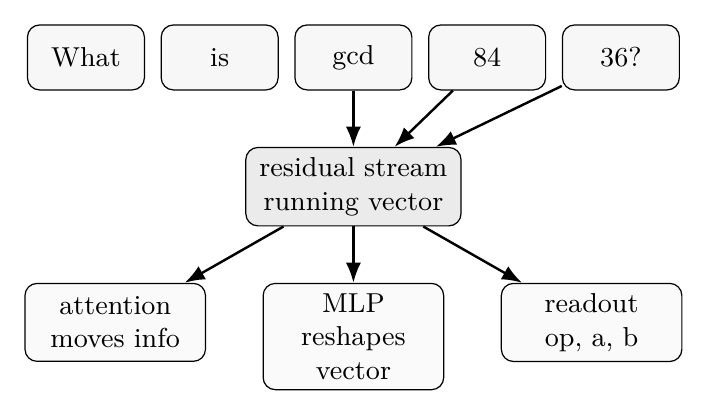 What is gcd 84 36?
residual stream
running vector
attention
moves info
MLP
reshapes
vector
readout
op, a, b